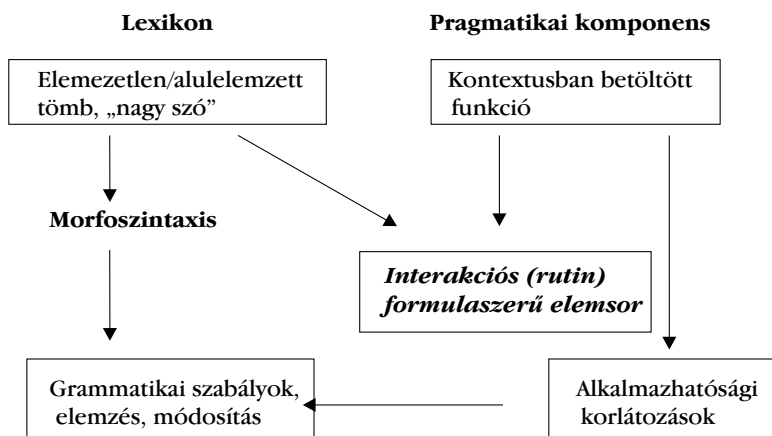 Lexikon
Pragmatikai komponens
Elemezetlen/alulelemzett
tömb, „nagy szó”
Kontextusban betöltött
funkció
Morfoszintaxis
Interakciós (rutin)
formulaszerű elemsor
Grammatikai szabályok,
elemzés, módosítás
Alkalmazhatósági
korlátozások